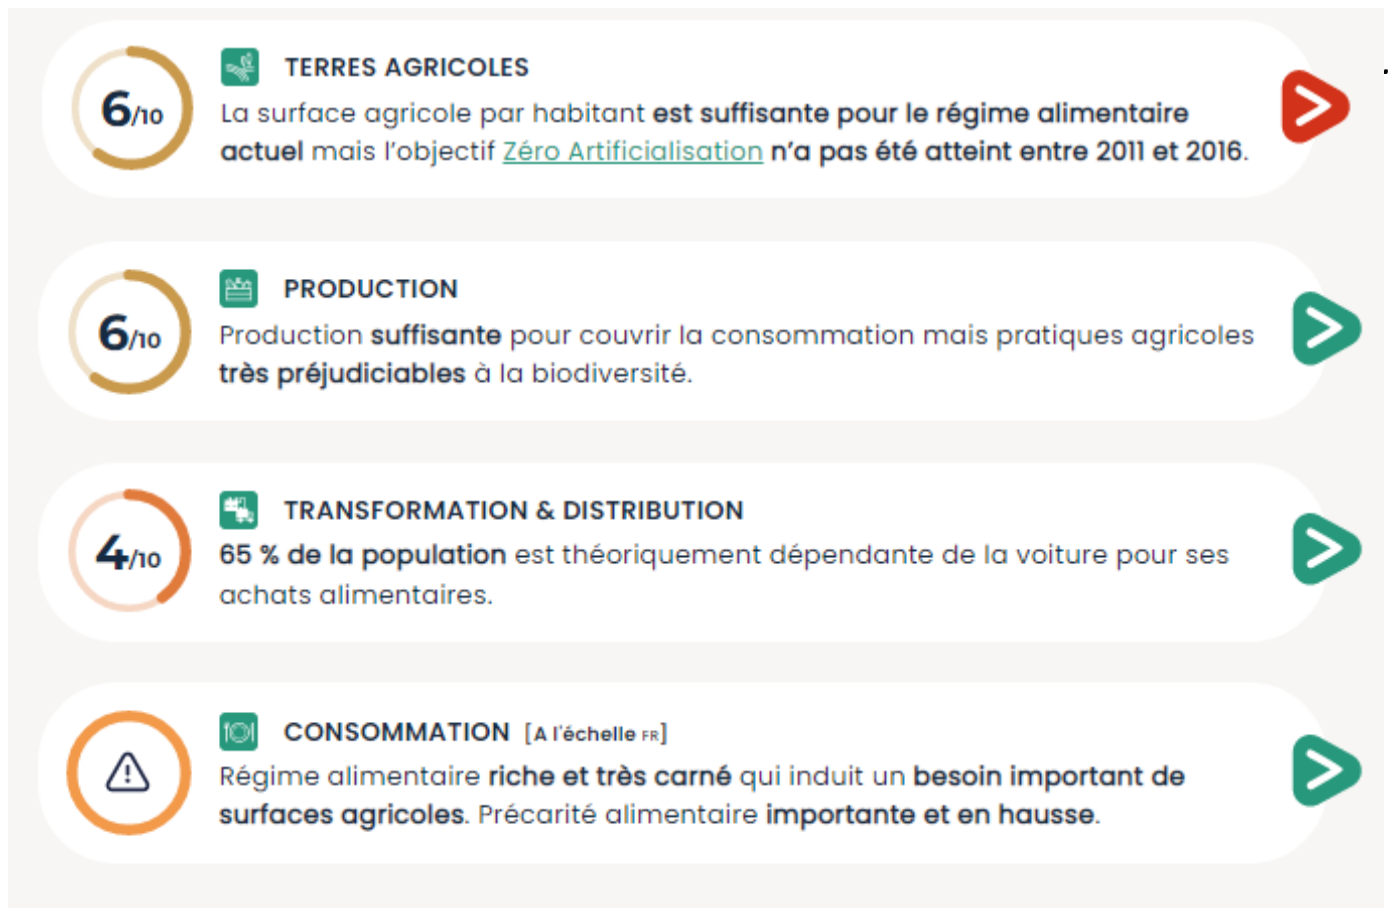 TERRES AGRICOLES
6/10
La surface agricole par habitant est suffisante pour le régime alimentaire
actuel mais l'objectif Zéro Artificialisation n'a pas été atteint entre 2011 et 2016.
PRODUCTION
6/10
Production suffisante pour couvrir la consommation mais pratiques agricoles
très préjudiciables à la biodiversité.
TRANSFORMATION & DISTRIBUTION
4/10
65 % de la population est théoriquement dépendante de la voiture pour ses
achats alimentaires.
CONSOMMATION [A l'échelle FR]
Régime alimentaire riche et très carné qui induit un besoin important de
surfaces agricoles. Précarité alimentaire importante et en hausse.